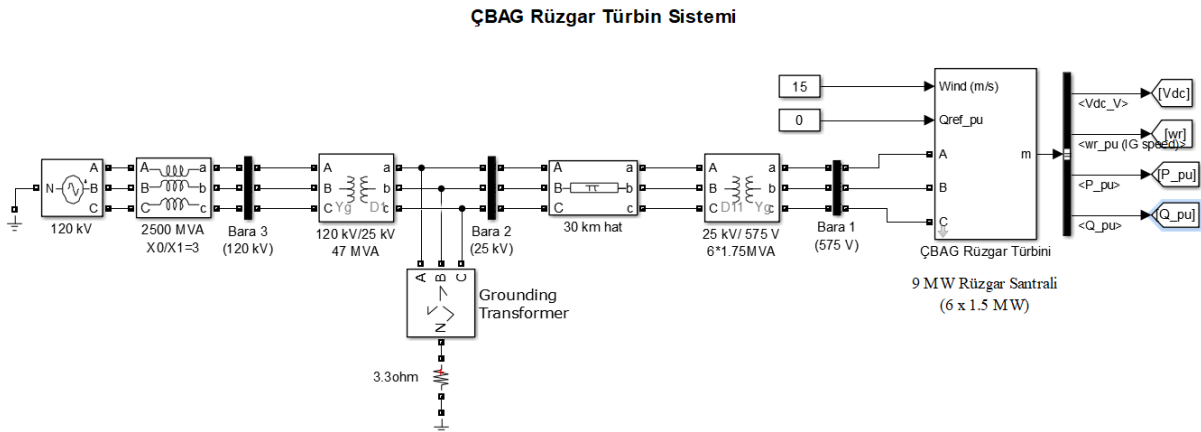 ÇBAG Rüzgar Türbin Sistemi
15
Wind (m/s)
0
Qref_pu
A
B
C
m
ÇBAG Rüzgar Türbini
9 MW Rüzgar Santrali
(6 x 1.5 MW)
[Vdc]
<Vdc_V>
[wr]
<wr_pu (IG speed)>
[P_pu]
<P_pu>
[Q_pu]
<Q_pu>
N
A
B
C
120 kV
A
B
C
a
b
c
2500 MVA
X0/X1=3
Bara 3
(120 kV)
A
B
C
a
b
c
Yg
D1
120 kV/25 kV
47 MVA
Bara 2
(25 kV)
A
B
C
a
b
c
30 km hat
A
B
C
a
b
c
D11
Yg
25 kV/ 575 V
6*1.75MVA
Bara 1
(575 V)
A
B
C
N
Grounding
Transformer
3.3ohm